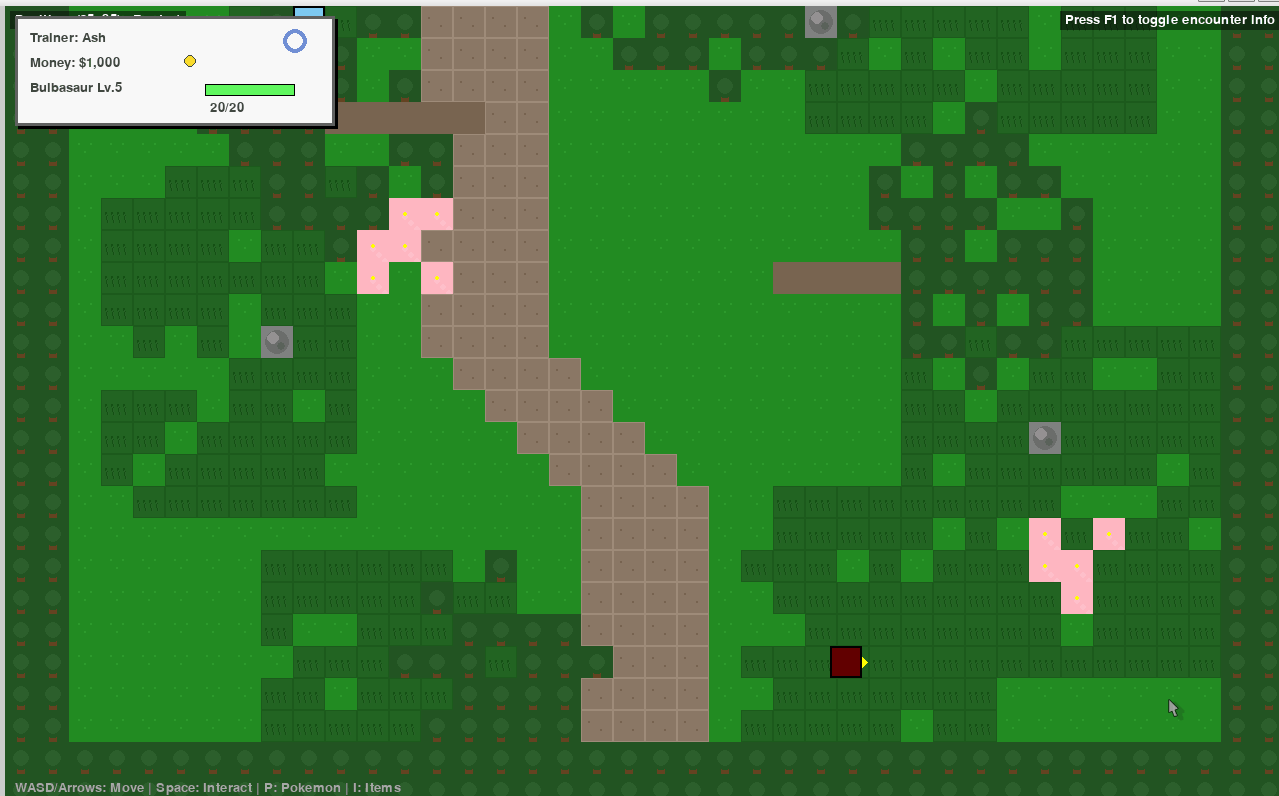 Press F1 to toggle encounter Info
Trainer: Ash
Money: $1,000
Bulbasaur Lv.5
20/20
WASD/Arrows: Move | Space: Interact | P: Pokemon | I: Items